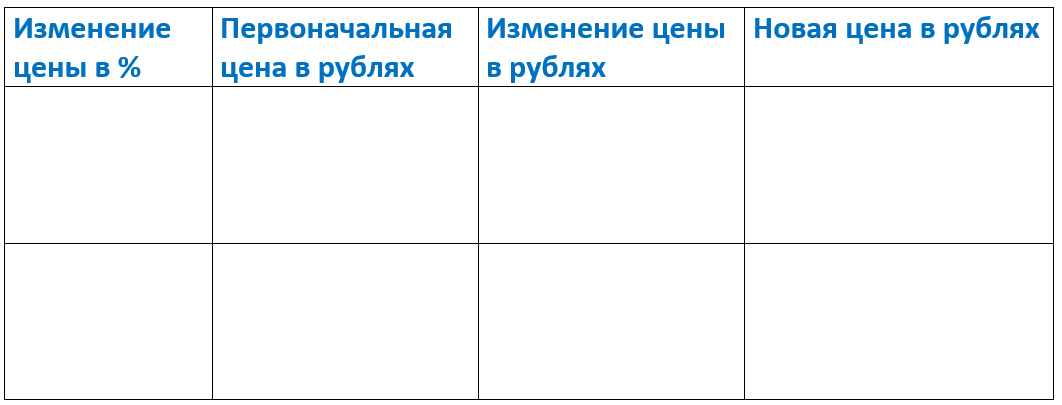 Изменение
цены в %
Первоначальная
цена в рублях
Изменение цены
в рублях
Новая цена в рублях